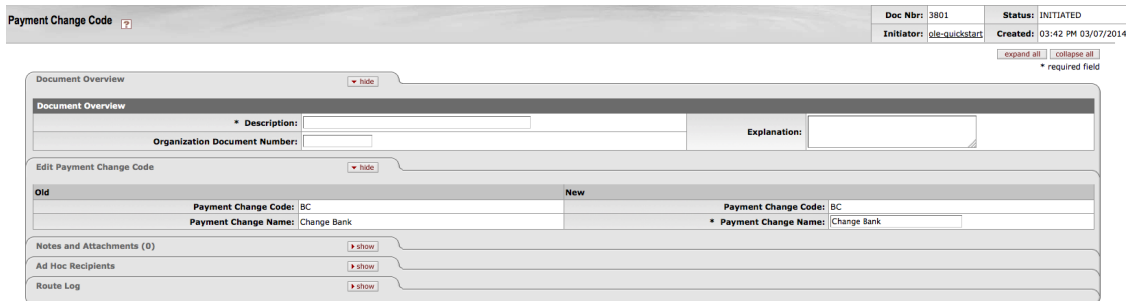 Payment Change Code ?
Doc Nbr: 3801 Status: INITIATED
Initiator: ole-quickstart Created: 03:42 PM 03/07/2014
expand all collapse all
* required field
Document Overview hide
Document Overview
* Description: Explanation:
Organization Document Number:
Edit Payment Change Code hide
Old New
Payment Change Code: BC Payment Change Code: BC
Payment Change Name: Change Bank * Payment Change Name: Change Bank
Notes and Attachments (0) show
Ad Hoc Recipients show
Route Log show